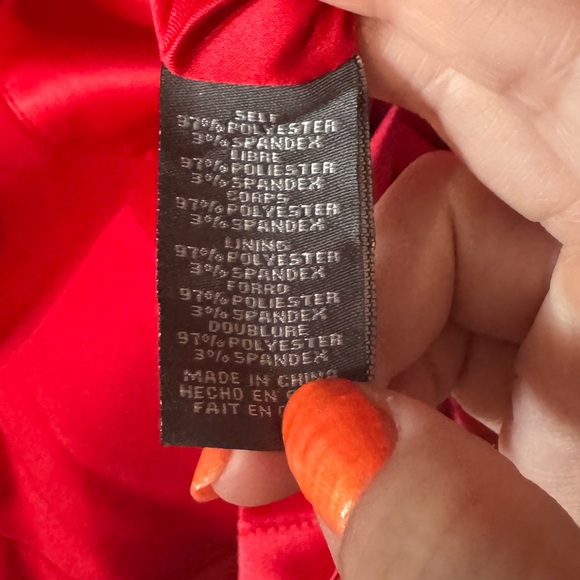 SELF
97% POLYESTER
3% SPANDEX
LIBRE
97% POLIESTER
3% SPANDEX
CORPS
97% POLYESTER
3% SPANDEX
LINING
97% POLYESTER
3% SPANDEX
FORRO
97% POLIESTER
3% SPANDEX
DOUBLURE
97% POLYESTER
3% SPANDEX
MADE IN CHINA
HECHO EN
FAIT EN